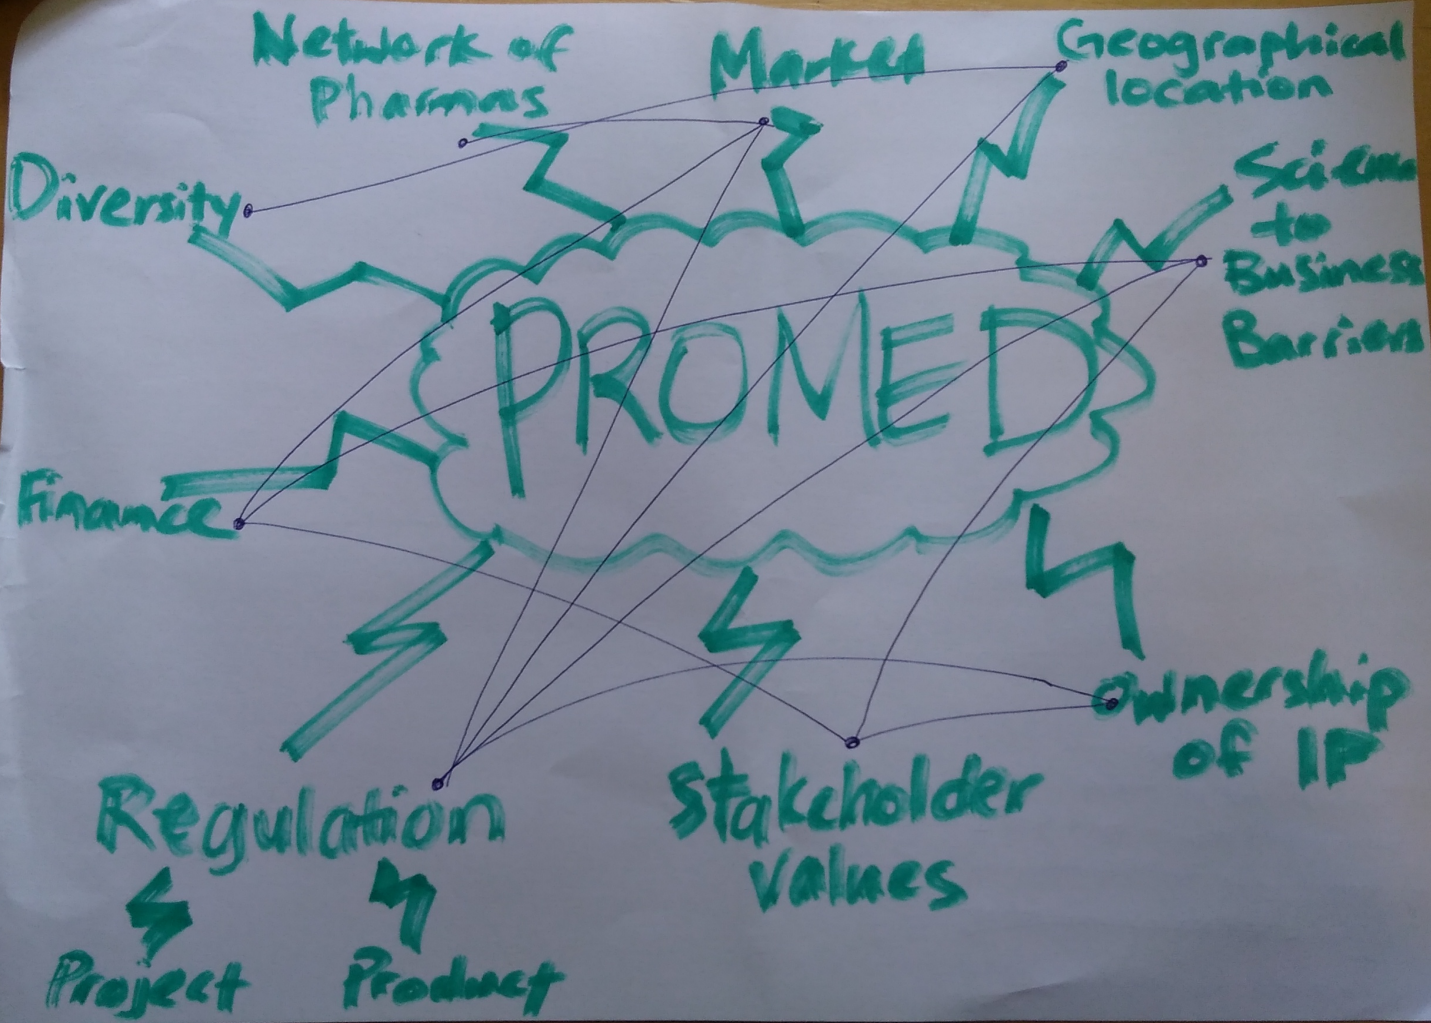 Network of
Pharmas
Market
Geographical
location
Diversity
Science
to
Business
Barriers
PROMED
Finance
Ownership
of IP
Regulation
Stakeholder
values
Project
Product